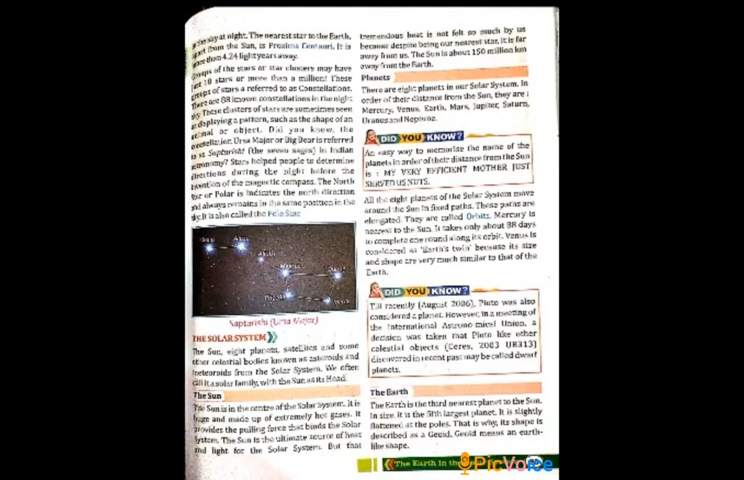 the sky at night. The nearest star to the Earth,
apart from the Sun, is Proxima Centauri. It is
more than 4.24 light years away.
Groups of the stars or star clusters may have
just 10 stars or more than a million! These
groups of stars a referred to as Constellations.
There are 88 known constellations in the night
sky. These clusters of stars are sometimes seen
as displaying a pattern, such as the shape of an
animal or object. Did you know, the
constellation Ursa Major or Big Bear is referred
to as Saptarishi (the seven sages) in Indian
astronomy? Stars helped people to determine
directions during the night before the
invention of the magnetic compass. The North
Star or Polar is indicates the north direction
and always remains in the same position in the
sky. It is also called the Pole Star.
Saptarishi (Ursa Major)
THE SOLAR SYSTEM
The Sun, eight planets, satellites and some
other celestial bodies known as asteroids and
meteoroids from the Solar System. We often
call it a solar family, with the Sun as its Head.
The Sun
The Sun is in the centre of the Solar System. It is
huge and made up of extremely hot gases. It
provides the pulling force that binds the Solar
System. The Sun is the ultimate source of heat
and light for the Solar System. But that
tremendous heat is not felt so much by us
because despite being our nearest star, it is far
away from us. The Sun is about 150 million km
away from the Earth.
Planets
There are eight planets in our Solar System. In
order of their distance from the Sun, they are :
Mercury, Venus, Earth, Mars, Jupiter, Saturn,
Uranus and Neptune.
DID YOU KNOW?
An easy way to memorise the name of the
planets in order of their distance from the Sun
is : MY VERY EFFICIENT MOTHER JUST
SERVED US NUTS.
All the eight planets of the Solar System move
around the Sun in fixed paths. These paths are
elongated. They are called Orbits. Mercury is
nearest to the Sun. It takes only about 88 days
to complete one round along its orbit. Venus is
considered as 'Earth's twin' because its size
and shape are very much similar to that of the
Earth.
DID YOU KNOW?
Till recently (August 2006), Pluto was also
considered a planet. However, in a meeting of
the International Astronomical Union, a
decision was taken that Pluto like other
celestial objects (Ceres, 2003 UB313)
discovered in recent past may be called dwarf
planets.
The Earth
The Earth is the third nearest planet to the Sun.
In size, it is the fifth largest planet. It is slightly
flattened at the poles. That is why, its shape is
described as a Geoid. Geoid means an earth-
like shape.
The Earth in the
PicVoice